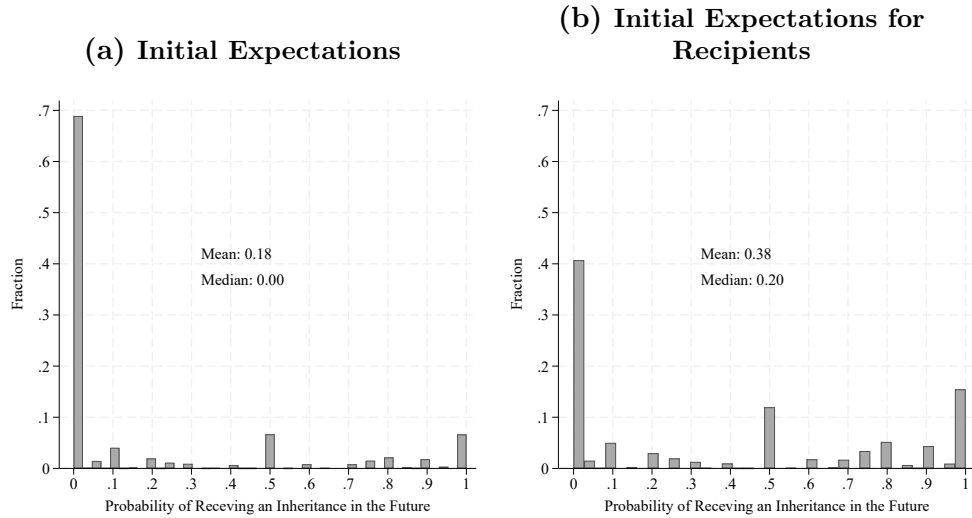 (a) Initial Expectations
.7
.6
.5
.4
.3
.2
.1
0
Fraction
Mean: 0.18
Median: 0.00
0 .1 .2 .3 .4 .5 .6 .7 .8 .9 1
Probability of Receving an Inheritance in the Future
(b) Initial Expectations for
Recipients
.7
.6
.5
.4
.3
.2
.1
0
Fraction
Mean: 0.38
Median: 0.20
0 .1 .2 .3 .4 .5 .6 .7 .8 .9 1
Probability of Receving an Inheritance in the Future